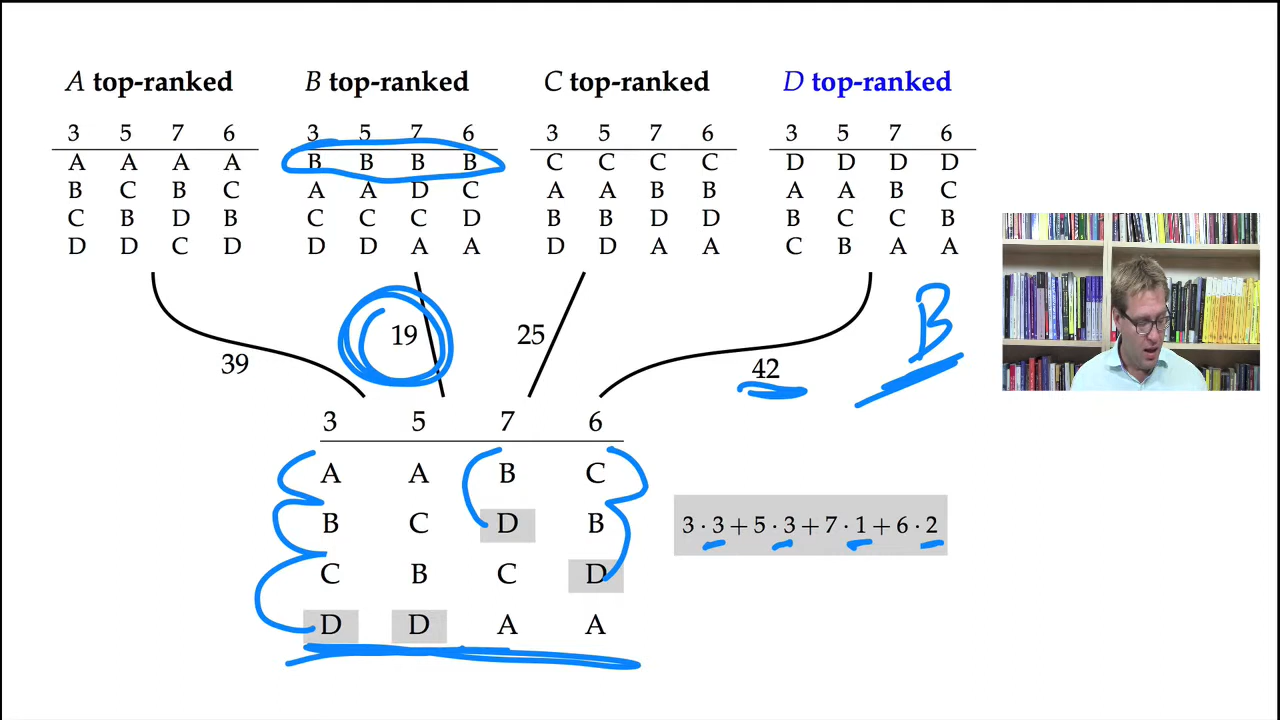 A top-ranked B top-ranked C top-ranked D top-ranked
3 5 7 6 3 5 7 6 3 5 7 6 3 5 7 6
A A A A B B B B C C C C D D D D
B C B C A A D C A A B B A A B C
C B D B C C C D B B D D B C C B
D D C D D D A A D D A A C B A A
B
39 19 25 42
3 5 7 6
A A B C
B C D B
3 · 3 + 5 · 3 + 7 · 1 + 6 · 2
C B C D
D D A A